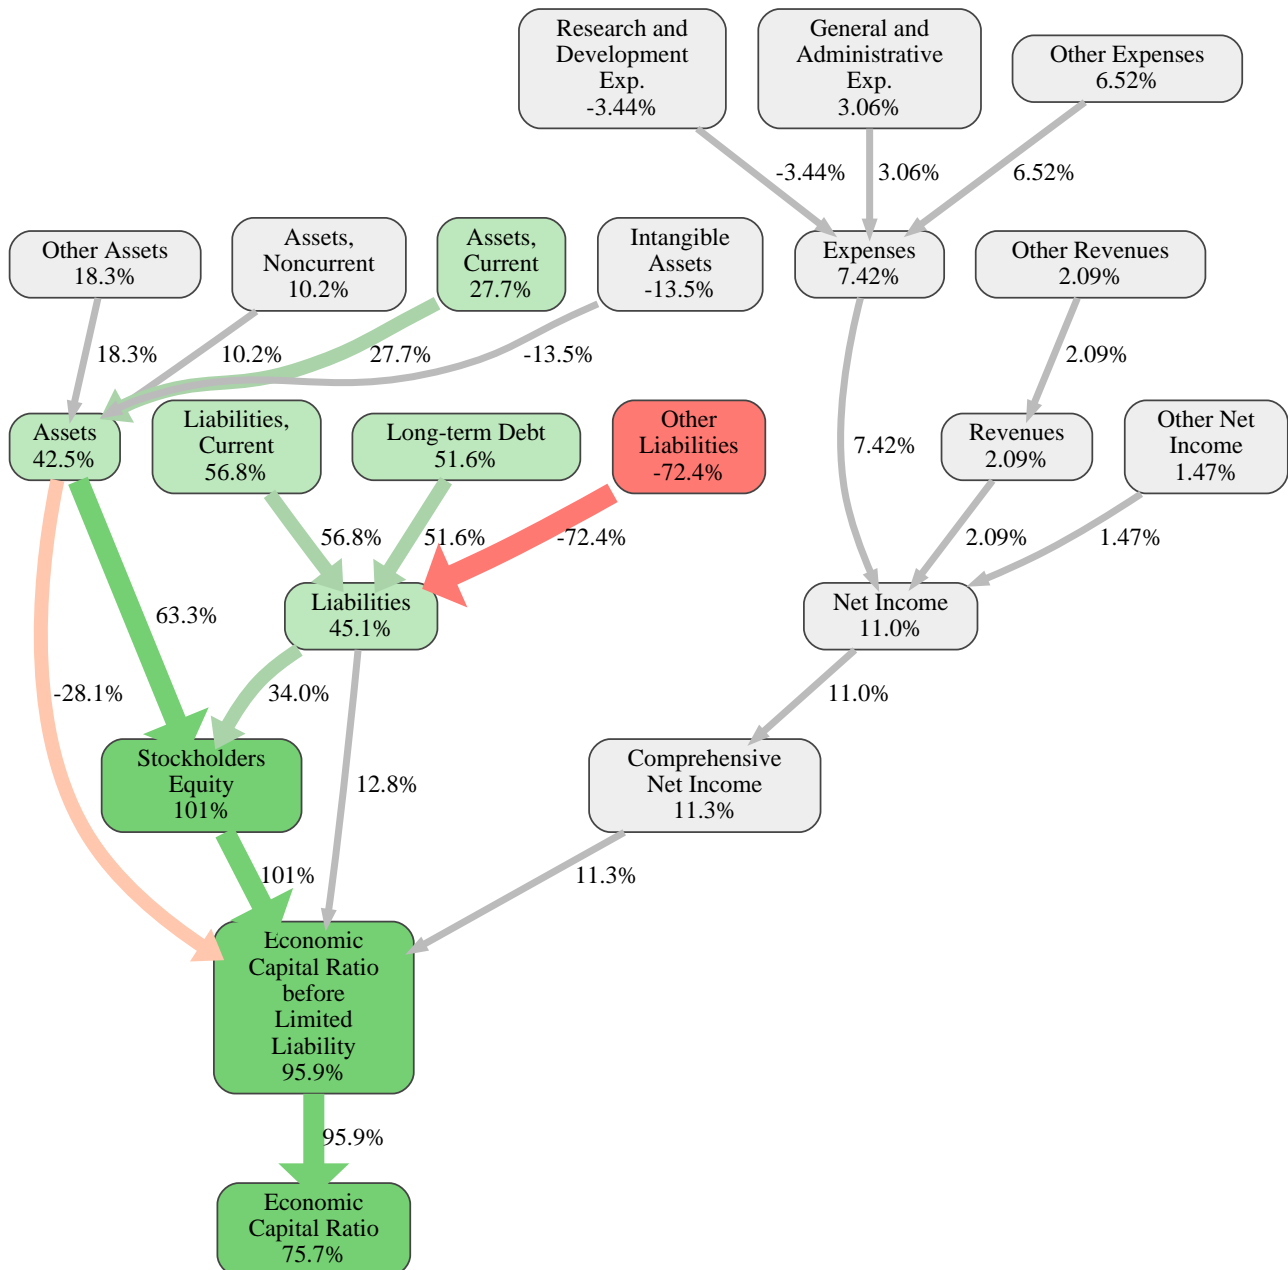 Research and
Development
Exp.
-3.44%
General and
Administrative
Exp.
3.06%
Other Expenses
6.52%
-3.44%
3.06%
6.52%
Other Assets
18.3%
Assets,
Noncurrent
10.2%
Assets,
Current
27.7%
Intangible
Assets
-13.5%
Expenses
7.42%
Other Revenues
2.09%
18.3%
10.2%
27.7%
-13.5%
2.09%
Assets
42.5%
Liabilities,
Current
56.8%
Long-term Debt
51.6%
Other
Liabilities
-72.4%
7.42%
Revenues
2.09%
Other Net
Income
1.47%
56.8%
51.6%
-72.4%
2.09%
1.47%
Liabilities
45.1%
Net Income
11.0%
63.3%
-28.1%
34.0%
11.0%
Stockholders
Equity
101%
12.8%
Comprehensive
Net Income
11.3%
101%
11.3%
Economic
Capital Ratio
before
Limited
Liability
95.9%
95.9%
Economic
Capital Ratio
75.7%